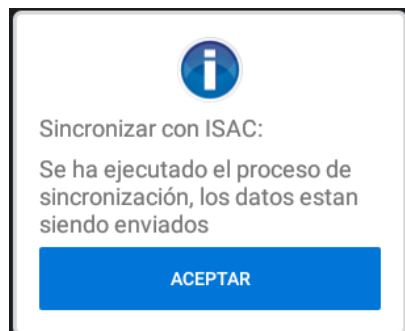 Sincronizar con ISAC:
Se ha ejecutado el proceso de
sincronización, los datos estan
siendo enviados
ACEPTAR